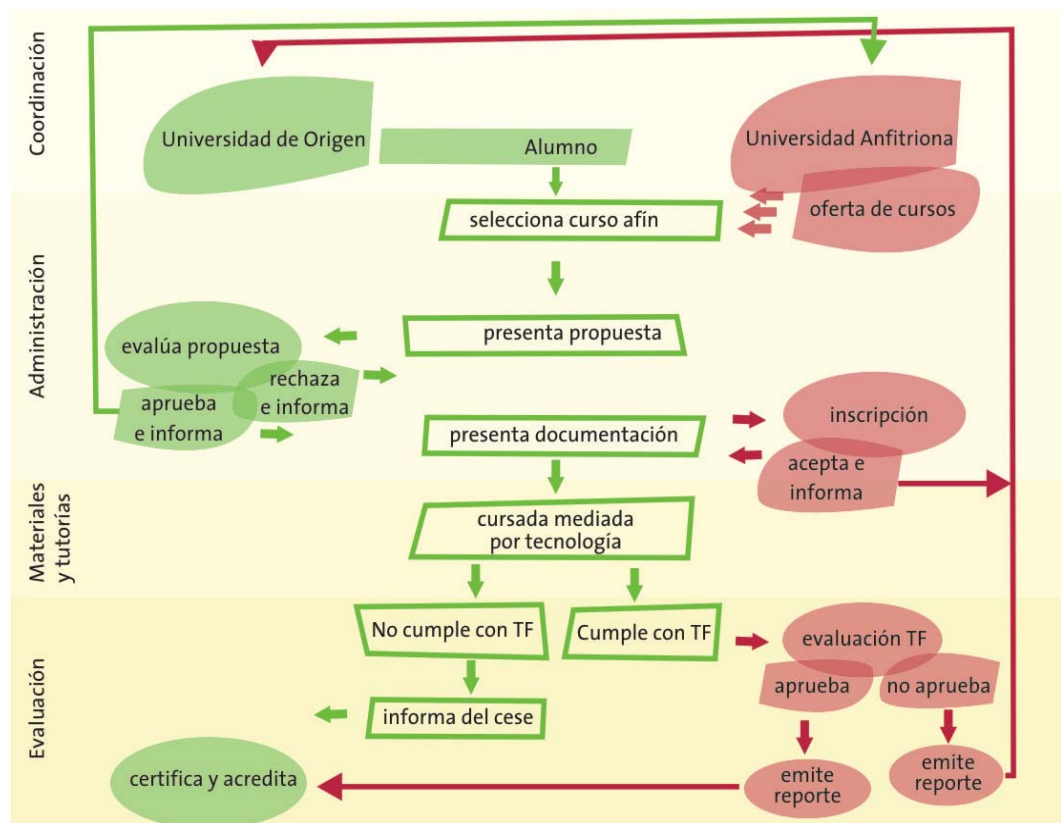 Coordinación
Universidad de Origen
Alumno
Universidad Anfitriona
oferta de cursos
selecciona curso afín
Administración
presenta propuesta
evalúa propuesta
rechaza
e informa
aprueba
e informa
presenta documentación
inscripción
acepta e
informa
Materiales
y tutorías
cursada mediada
por tecnología
Evaluación
No cumple con TF
Cumple con TF
evaluación TF
aprueba
no aprueba
informa del cese
certifica y acredita
emite
reporte
emite
reporte